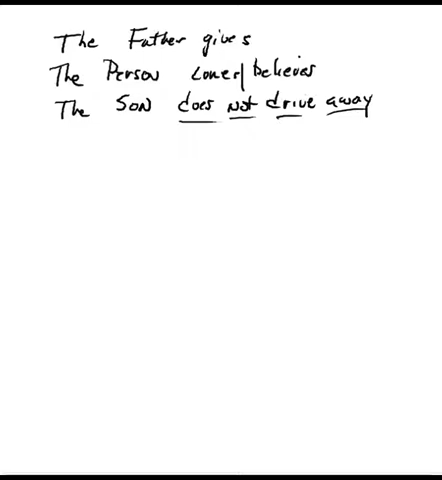 The Father gives
The Person comes/believes
The Son does not drive away